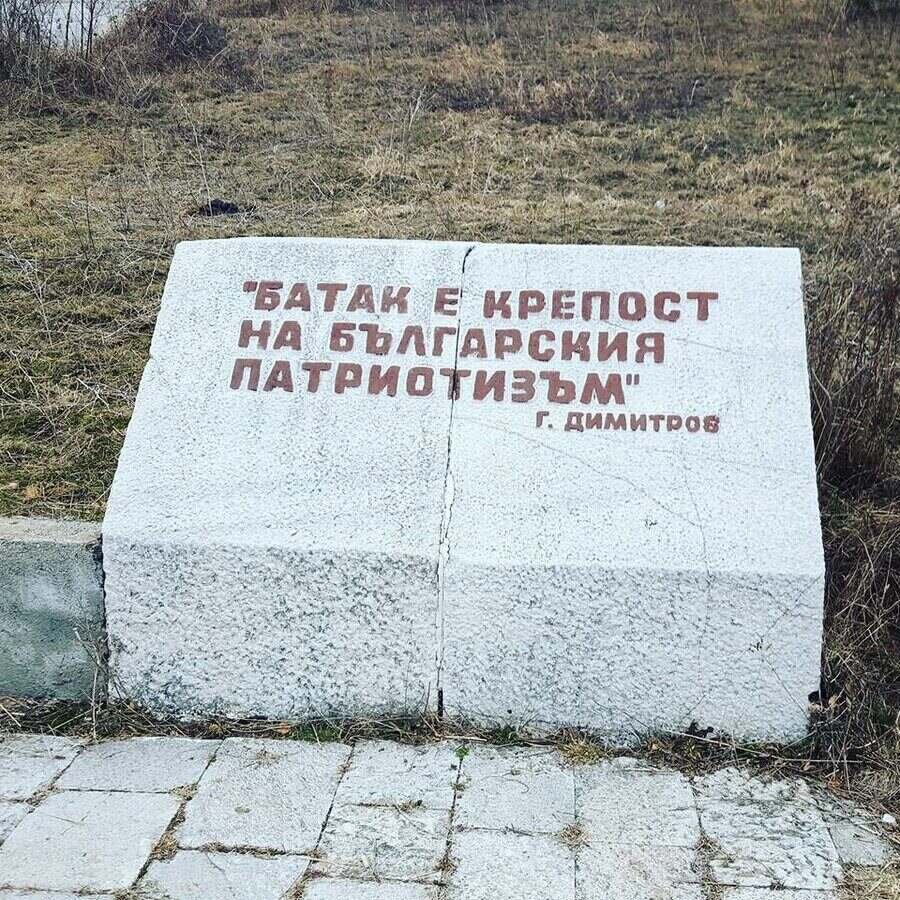 "БАТАК Е КРЕПОСТ
НА БЪЛГАРСКИЯ
ПАТРИОТИЗЪМ"
Г. ДИМИТРОВ